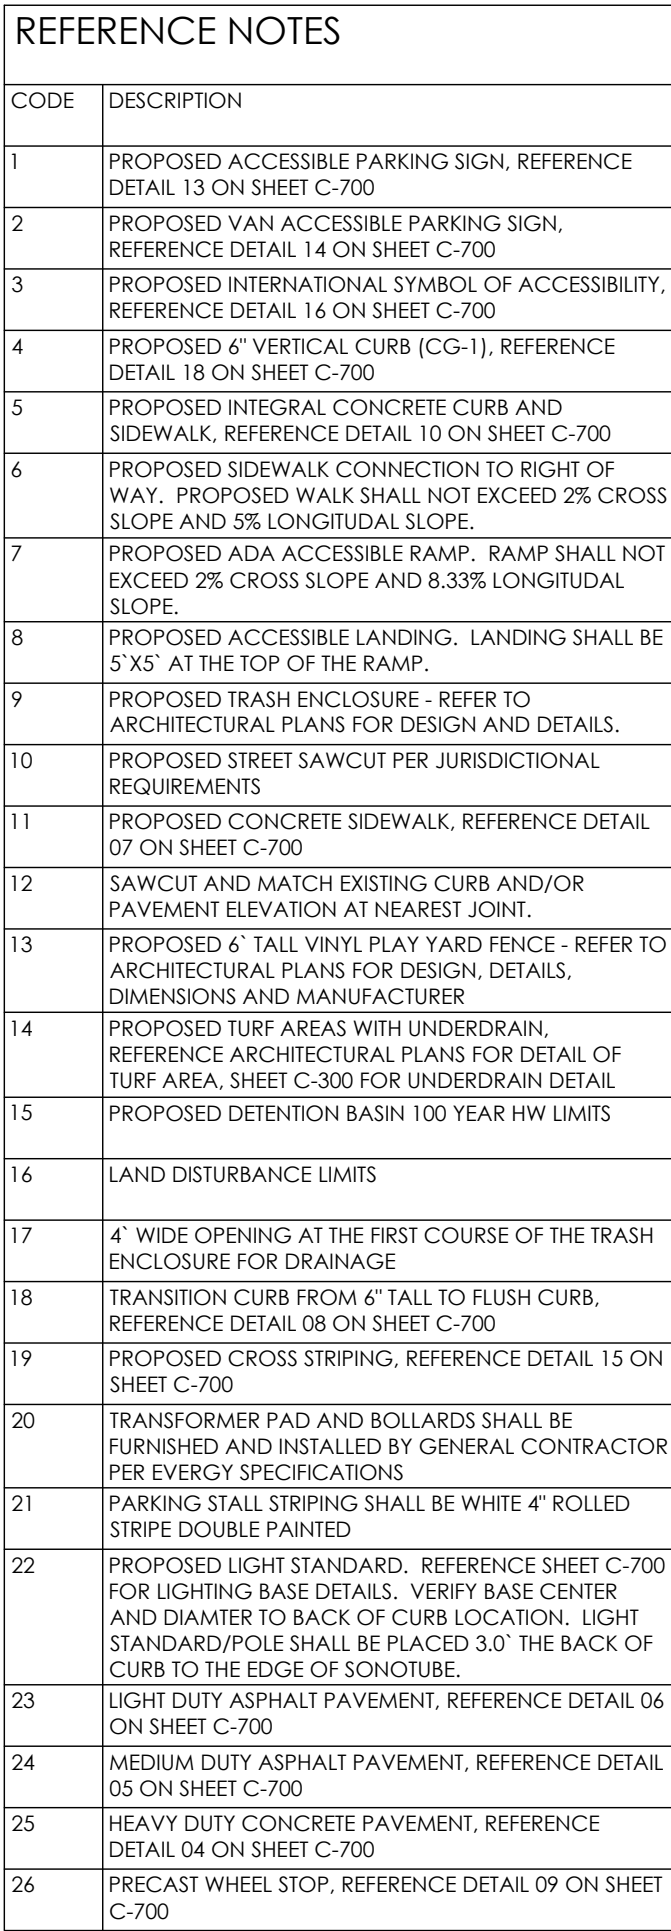 REFERENCE NOTES
CODE DESCRIPTION
1 PROPOSED ACCESSIBLE PARKING SIGN, REFERENCE
DETAIL 13 ON SHEET C-700
2 PROPOSED VAN ACCESSIBLE PARKING SIGN,
REFERENCE DETAIL 14 ON SHEET C-700
3 PROPOSED INTERNATIONAL SYMBOL OF ACCESSIBILITY,
REFERENCE DETAIL 16 ON SHEET C-700
4 PROPOSED 6" VERTICAL CURB (CG-1), REFERENCE
DETAIL 18 ON SHEET C-700
5 PROPOSED INTEGRAL CONCRETE CURB AND
SIDEWALK, REFERENCE DETAIL 10 ON SHEET C-700
6 PROPOSED SIDEWALK CONNECTION TO RIGHT OF
WAY. PROPOSED WALK SHALL NOT EXCEED 2% CROSS
SLOPE AND 5% LONGITUDAL SLOPE.
7 PROPOSED ADA ACCESSIBLE RAMP. RAMP SHALL NOT
EXCEED 2% CROSS SLOPE AND 8.33% LONGITUDAL
SLOPE.
8 PROPOSED ACCESSIBLE LANDING. LANDING SHALL BE
5`X5` AT THE TOP OF THE RAMP.
9 PROPOSED TRASH ENCLOSURE - REFER TO
ARCHITECTURAL PLANS FOR DESIGN AND DETAILS.
10 PROPOSED STREET SAWCUT PER JURISDICTIONAL
REQUIREMENTS
11 PROPOSED CONCRETE SIDEWALK, REFERENCE DETAIL
07 ON SHEET C-700
12 SAWCUT AND MATCH EXISTING CURB AND/OR
PAVEMENT ELEVATION AT NEAREST JOINT.
13 PROPOSED 6` TALL VINYL PLAY YARD FENCE - REFER TO
ARCHITECTURAL PLANS FOR DESIGN, DETAILS,
DIMENSIONS AND MANUFACTURER
14 PROPOSED TURF AREAS WITH UNDERDRAIN,
REFERENCE ARCHITECTURAL PLANS FOR DETAIL OF
TURF AREA, SHEET C-300 FOR UNDERDRAIN DETAIL
15 PROPOSED DETENTION BASIN 100 YEAR HW LIMITS
16 LAND DISTURBANCE LIMITS
17 4` WIDE OPENING AT THE FIRST COURSE OF THE TRASH
ENCLOSURE FOR DRAINAGE
18 TRANSITION CURB FROM 6" TALL TO FLUSH CURB,
REFERENCE DETAIL 08 ON SHEET C-700
19 PROPOSED CROSS STRIPING, REFERENCE DETAIL 15 ON
SHEET C-700
20 TRANSFORMER PAD AND BOLLARDS SHALL BE
FURNISHED AND INSTALLED BY GENERAL CONTRACTOR
PER EVERGY SPECIFICATIONS
21 PARKING STALL STRIPING SHALL BE WHITE 4" ROLLED
STRIPE DOUBLE PAINTED
22 PROPOSED LIGHT STANDARD. REFERENCE SHEET C-700
FOR LIGHTING BASE DETAILS. VERIFY BASE CENTER
AND DIAMTER TO BACK OF CURB LOCATION. LIGHT
STANDARD/POLE SHALL BE PLACED 3.0` THE BACK OF
CURB TO THE EDGE OF SONOTUBE.
23 LIGHT DUTY ASPHALT PAVEMENT, REFERENCE DETAIL 06
ON SHEET C-700
24 MEDIUM DUTY ASPHALT PAVEMENT, REFERENCE DETAIL
05 ON SHEET C-700
25 HEAVY DUTY CONCRETE PAVEMENT, REFERENCE
DETAIL 04 ON SHEET C-700
26 PRECAST WHEEL STOP, REFERENCE DETAIL 09 ON SHEET
C-700